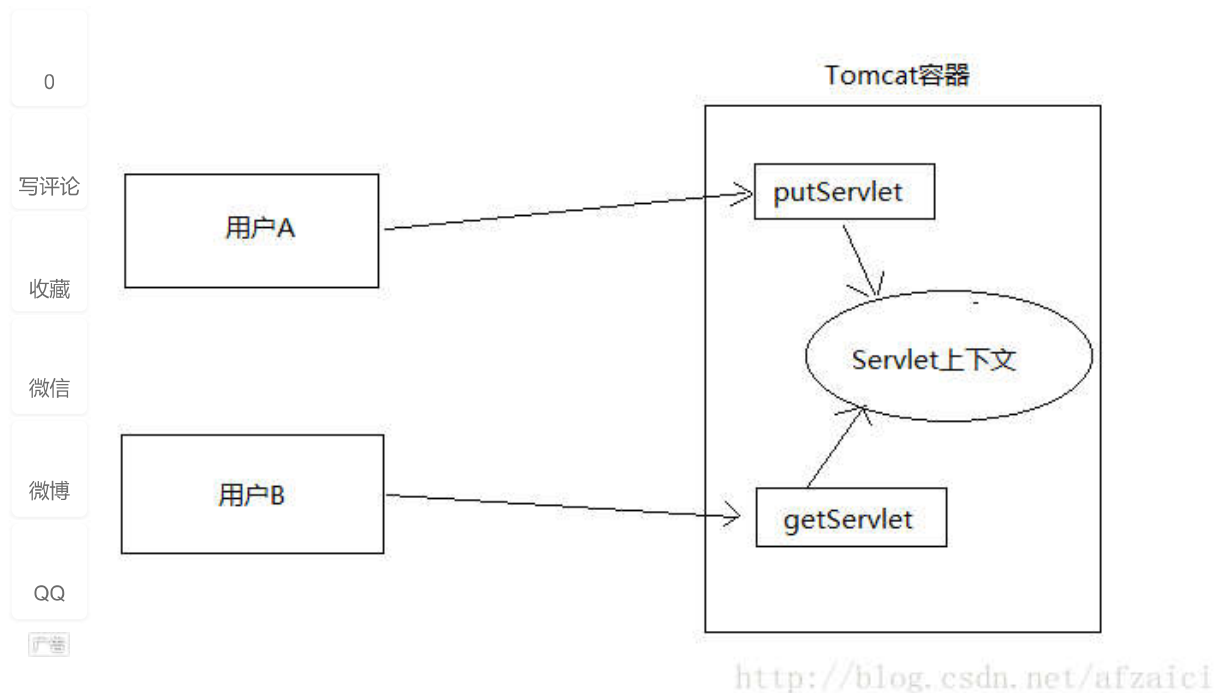 0
写评论
收藏
微信
微博
QQ
广告
Tomcat容器
用户A
putServlet
Servlet上下文
用户B
getServlet
http://blog.csdn.net/afzaici